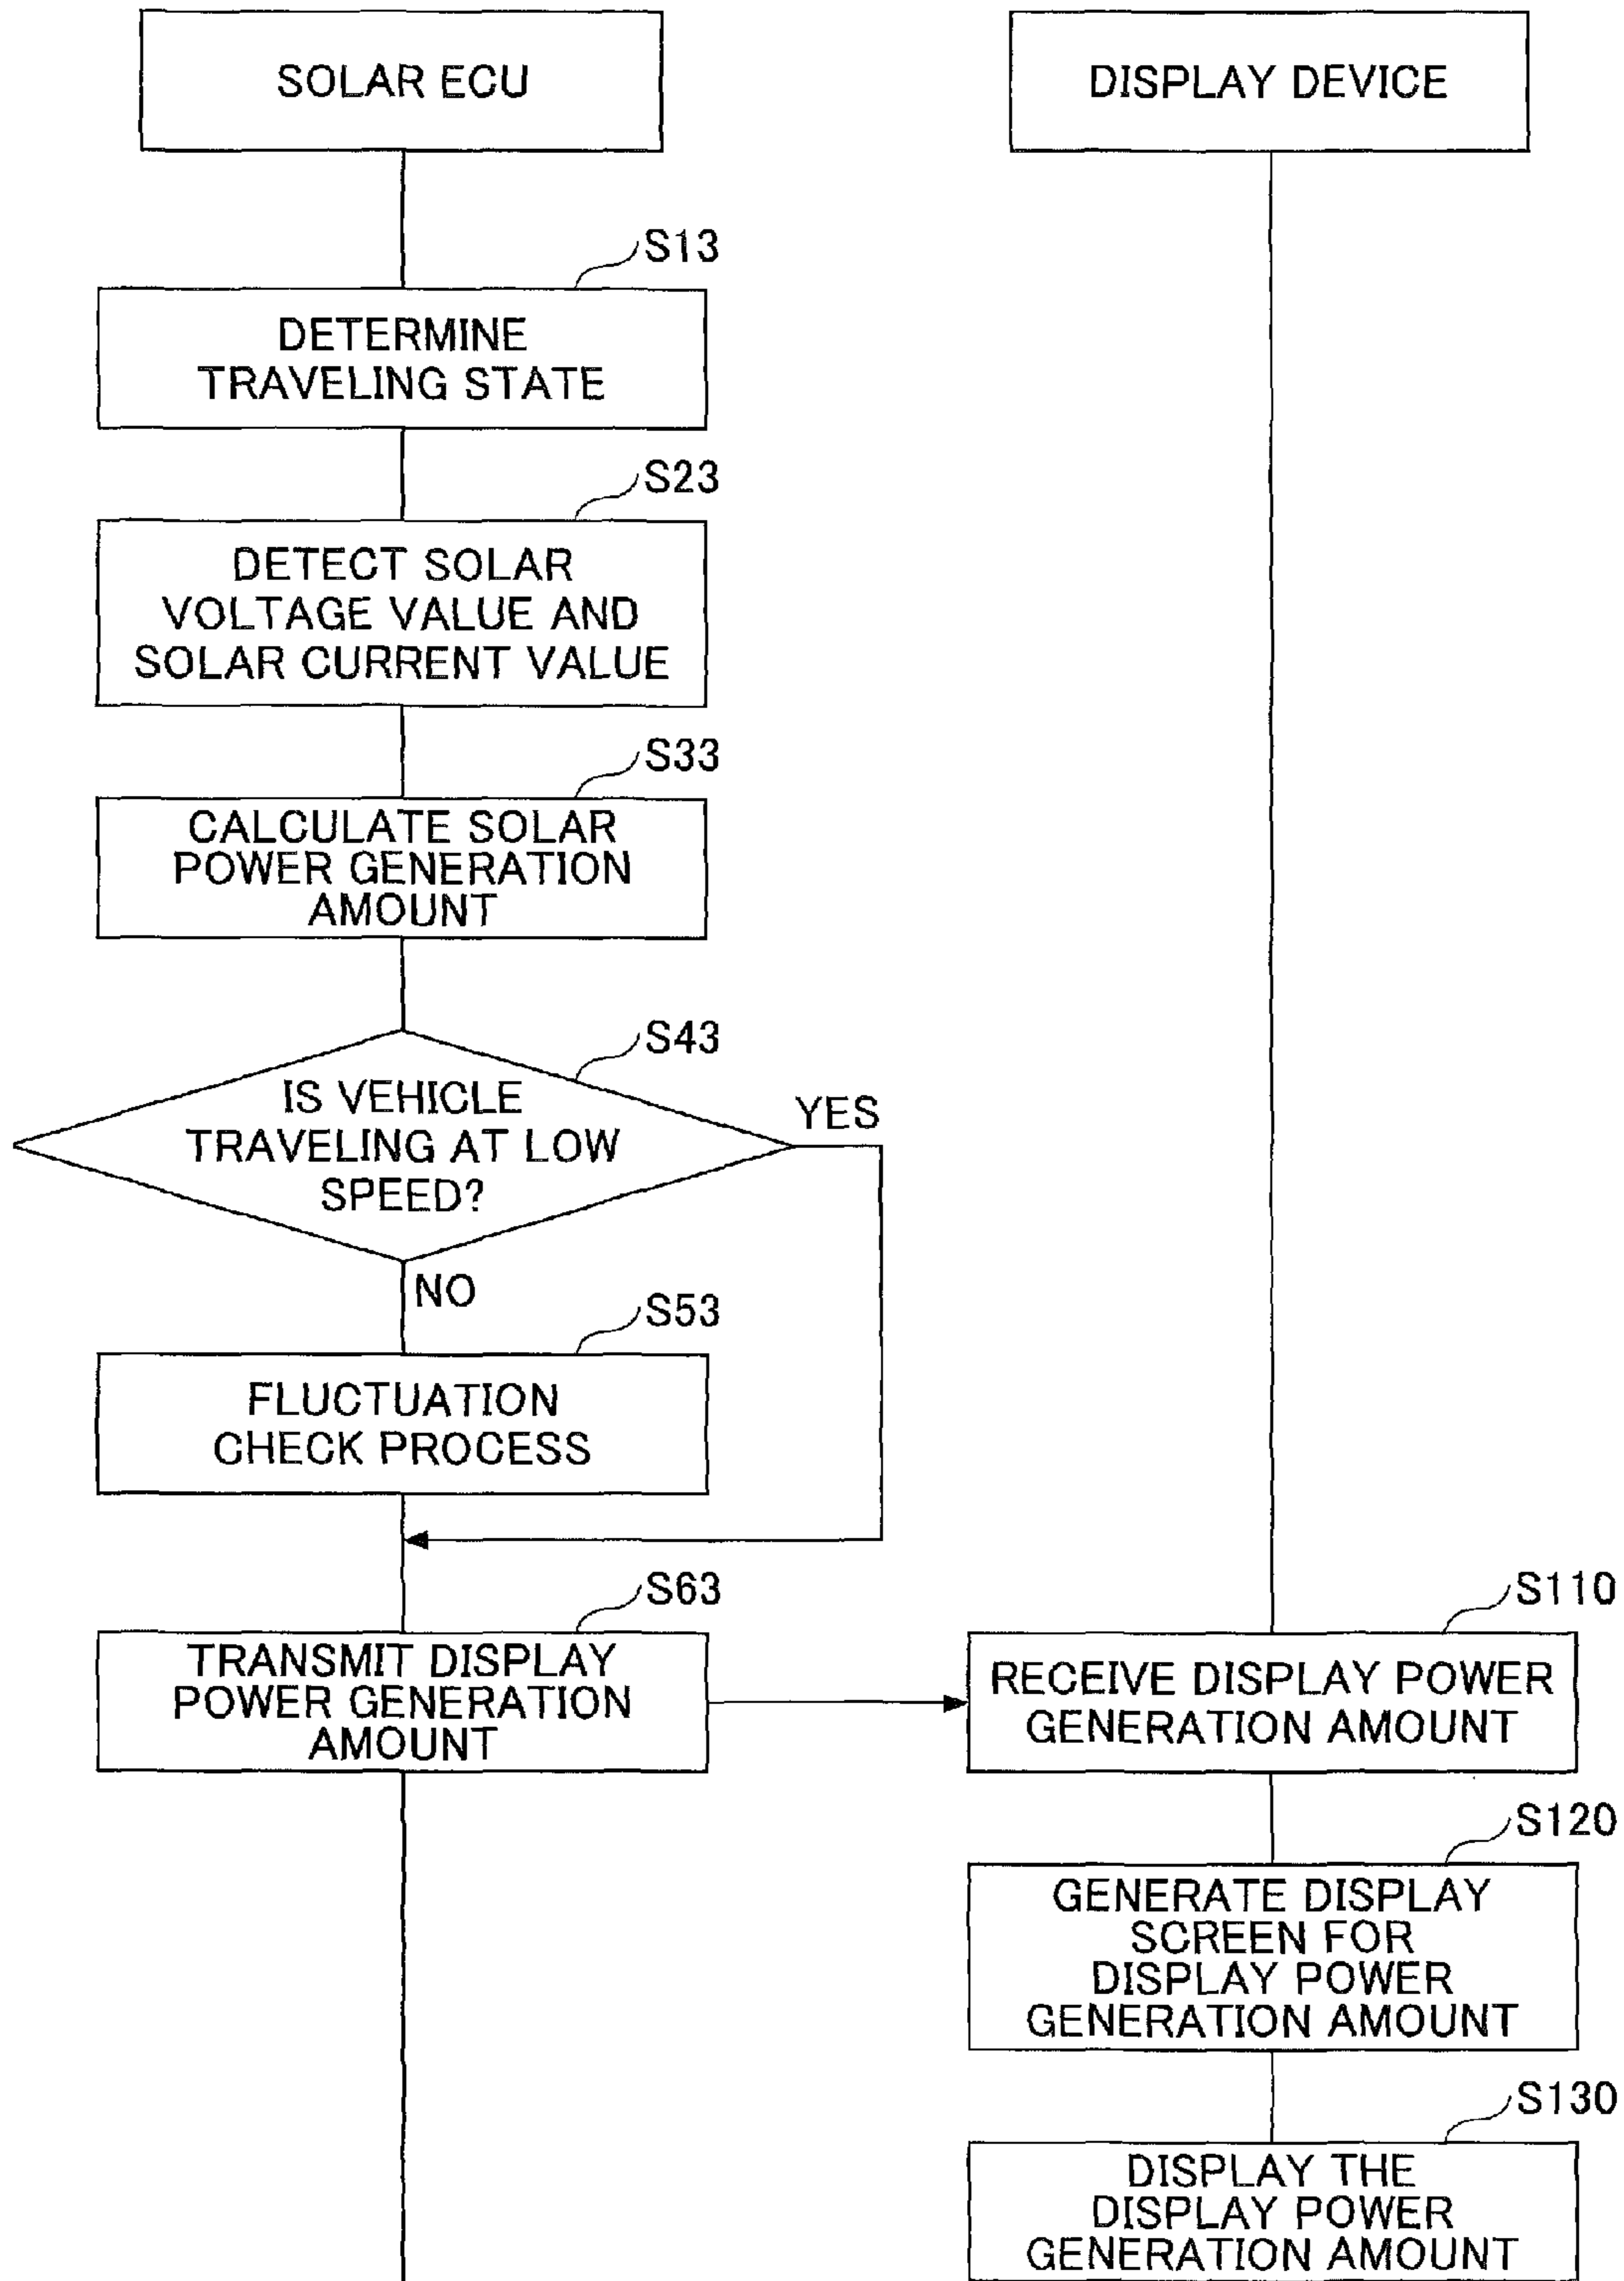 SOLAR ECU
DISPLAY DEVICE
S13
DETERMINE
TRAVELING STATE
S23
DETECT SOLAR
VOLTAGE VALUE AND
SOLAR CURRENT VALUE
S33
CALCULATE SOLAR
POWER GENERATION
AMOUNT
S43
IS VEHICLE
TRAVELING AT LOW
SPEED?
YES
NO
S53
FLUCTUATION
CHECK PROCESS
S63
TRANSMIT DISPLAY
POWER GENERATION
AMOUNT
S110
RECEIVE DISPLAY POWER
GENERATION AMOUNT
S120
GENERATE DISPLAY
SCREEN FOR
DISPLAY POWER
GENERATION AMOUNT
S130
DISPLAY THE
DISPLAY POWER
GENERATION AMOUNT